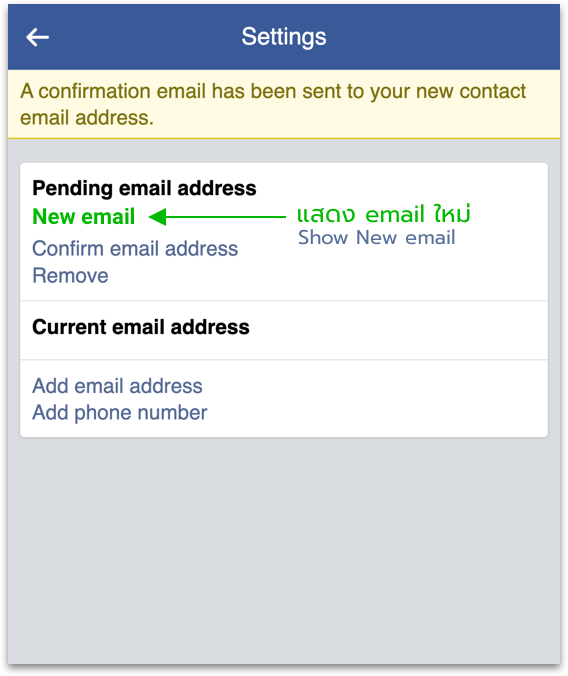 Settings
A confirmation email has been sent to your new contact
email address.
Pending email address
New email
แสดง email ใหม่
Show New email
Confirm email address
Remove
Current email address
Add email address
Add phone number